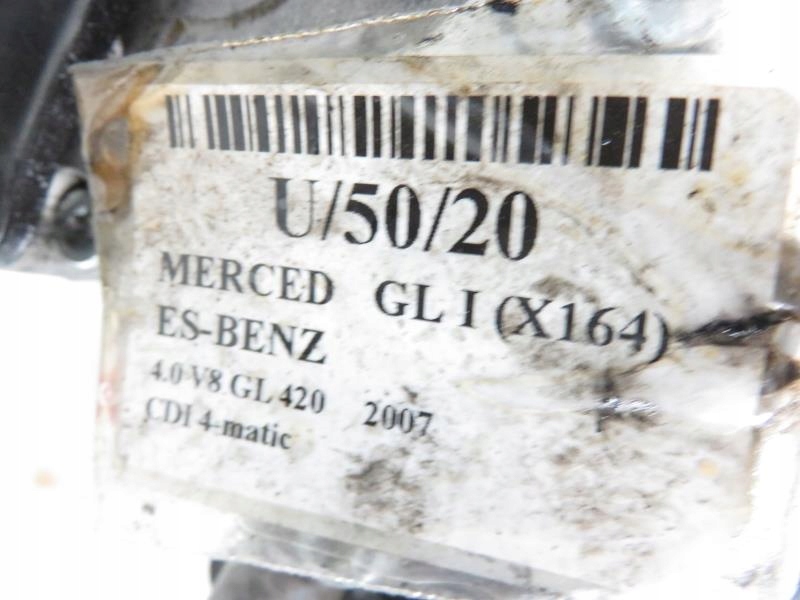 U/50/20
MERCED GL I (X164)
ES-BENZ
4.0 V8 GL 420 2007
CDI 4-matic